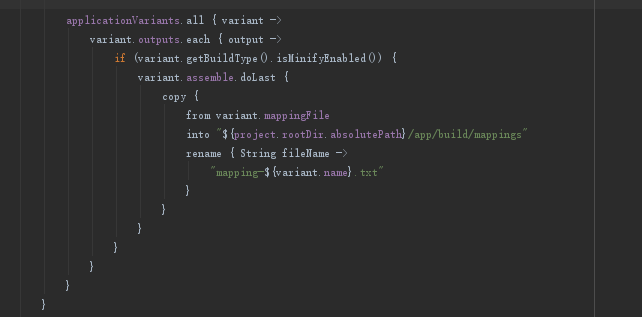 applicationVariants.all { variant ->
variant.outputs.each { output ->
if (variant.getBuildType().isMinifyEnabled()) {
variant.assemble.doLast {
copy {
from variant.mappingFile
into "${project.rootDir.absolutePath}/app/build/mappings"
rename { String fileName ->
"mapping-${variant.name}.txt"
}
}
}
}
}
}
}